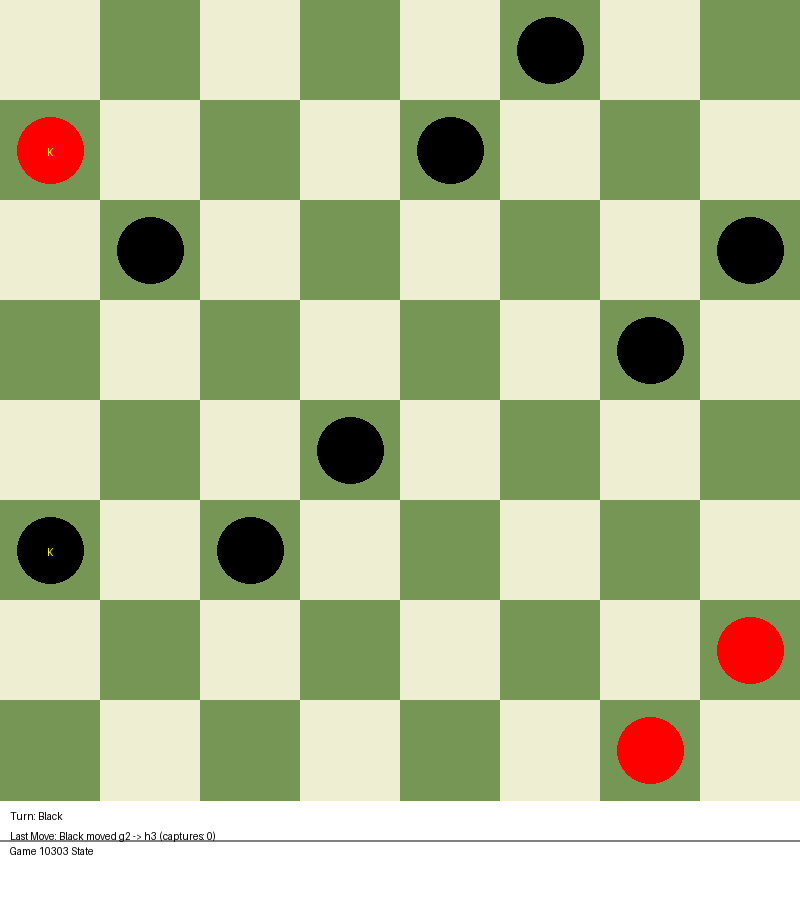 K
K
Turn: Black
Last Move: Black moved g2 -> h3 (captures: 0)
Game 10303 State